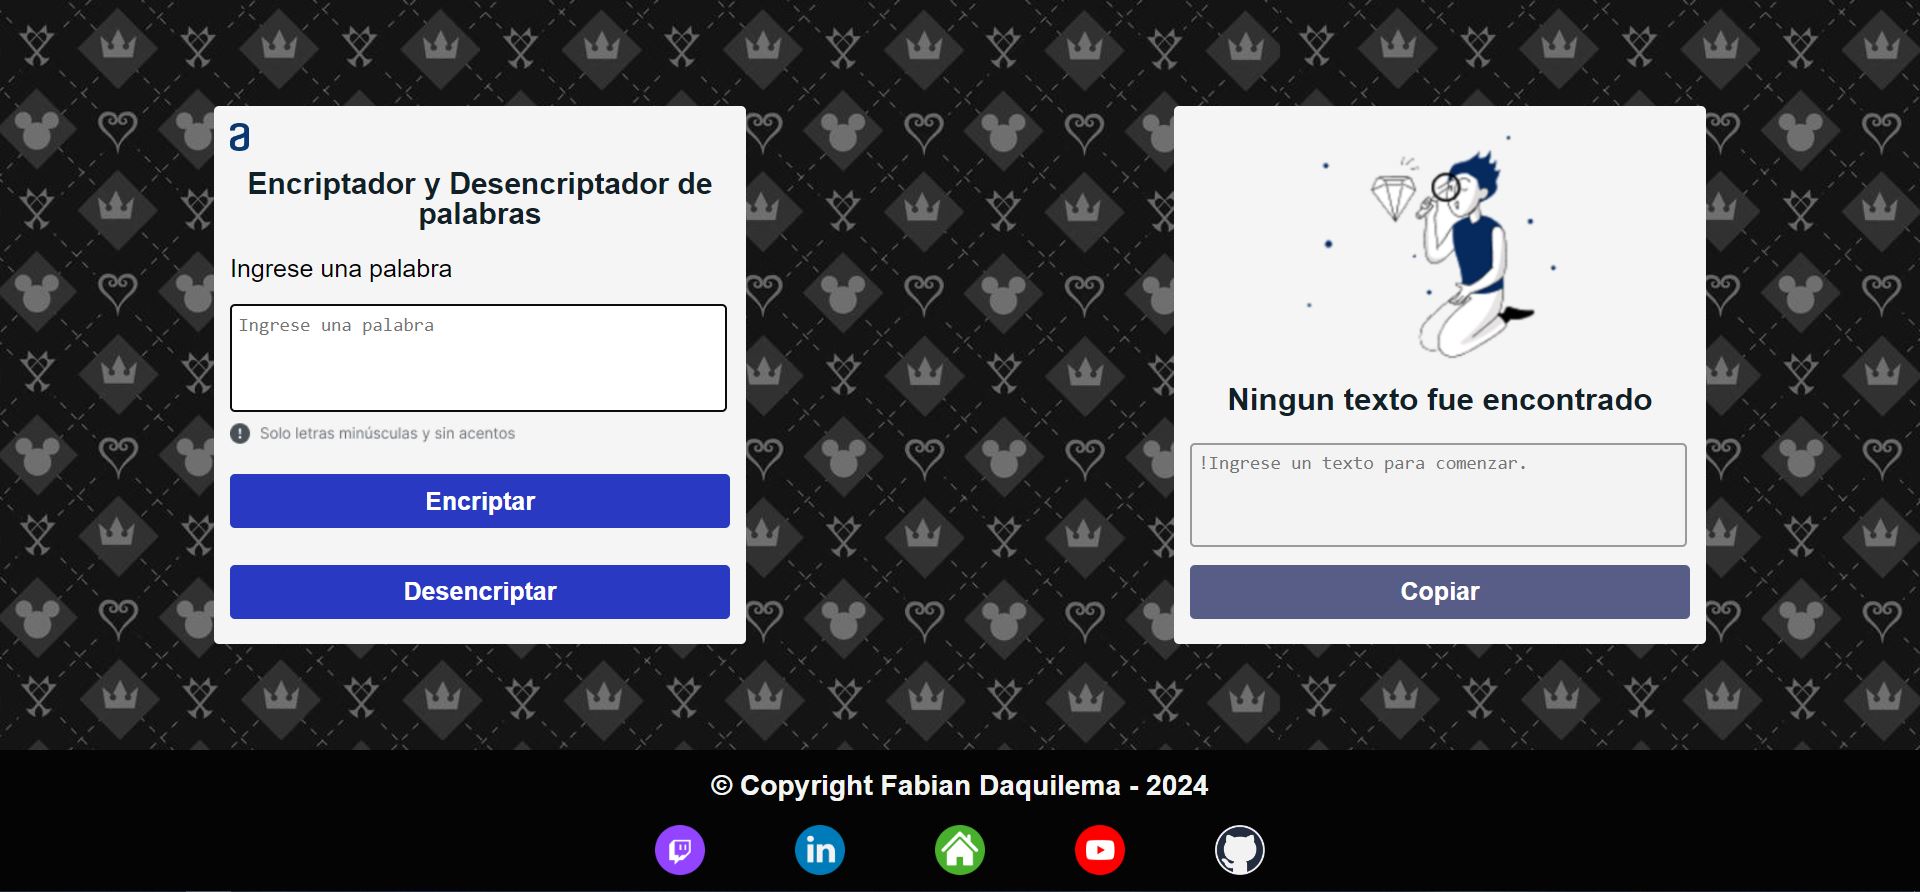 a
Encriptador y Desencriptador de
palabras
Ingrese una palabra
Ingrese una palabra
! Solo letras minúsculas y sin acentos
Encriptar
Desencriptar
Ningun texto fue encontrado
!Ingrese un texto para comenzar.
Copiar
© Copyright Fabian Daquilema - 2024
in